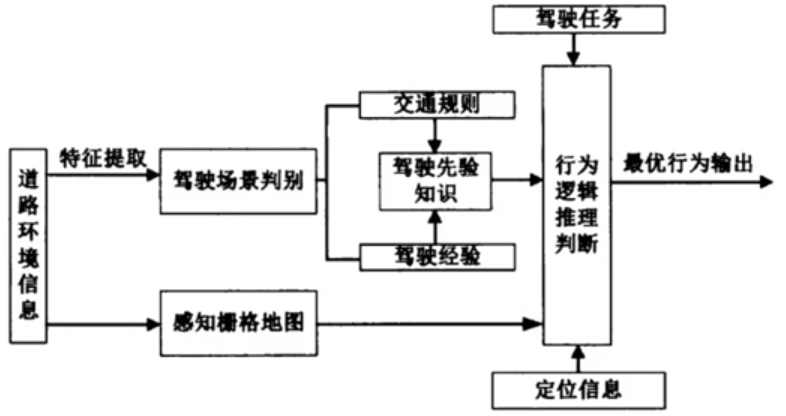 驾驶任务
交通规则
特征提取
道路环境信息
驾驶场景判别
驾驶先验
知识
行为
逻辑
推理
判断
最优行为输出
驾驶经验
感知栅格地图
定位信息